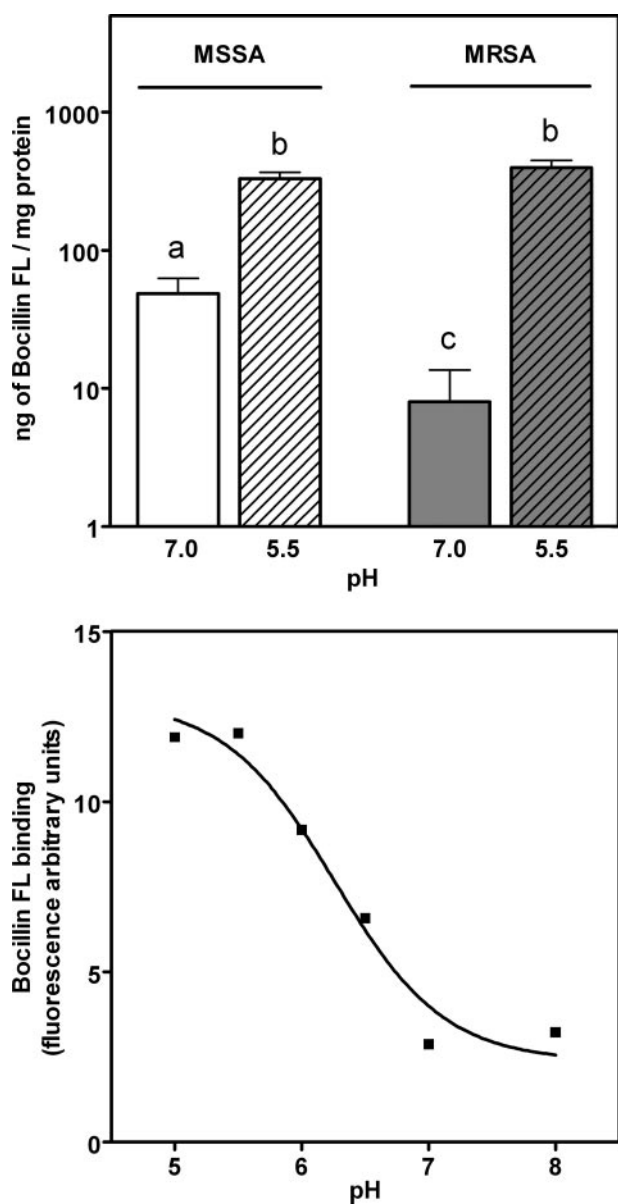 MSSA MRSA
ng of Bocillin FL / mg protein
1000
100
10
1
a
b
c
b
7.0 5.5 7.0 5.5
pH
Bocillin FL binding
(fluorescence arbitrary units)
15
10
5
0
5 6 7 8
pH